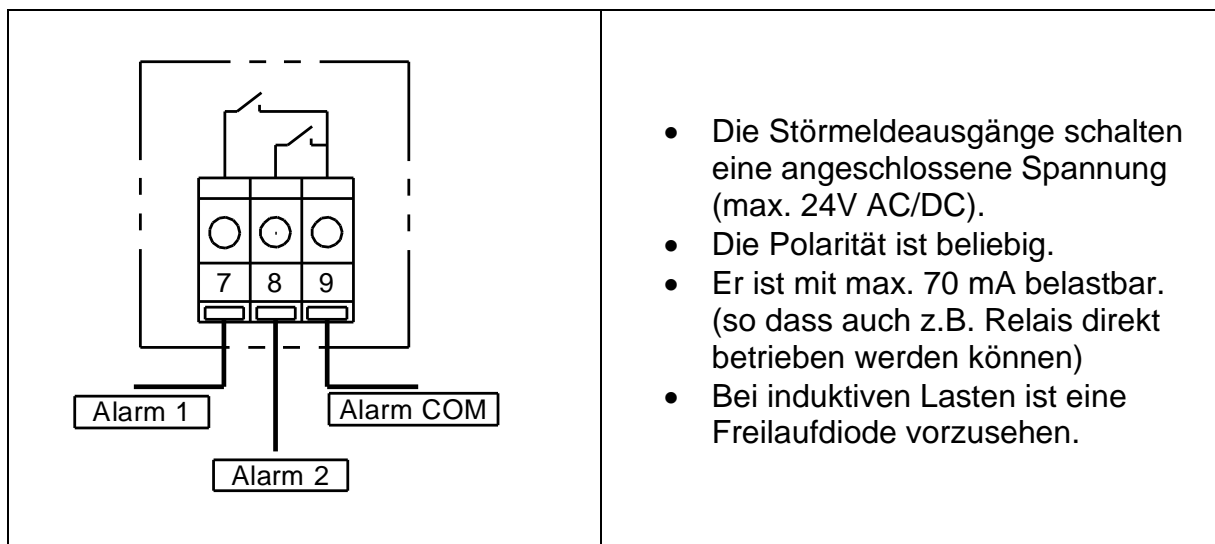 7 8 9
Alarm 1
Alarm COM
Alarm 2
• Die Störmeldeausgänge schalten
eine angeschlossene Spannung
(max. 24V AC/DC).
• Die Polarität ist beliebig.
• Er ist mit max. 70 mA belastbar.
(so dass auch z.B. Relais direkt
betrieben werden können)
• Bei induktiven Lasten ist eine
Freilaufdiode vorzusehen.